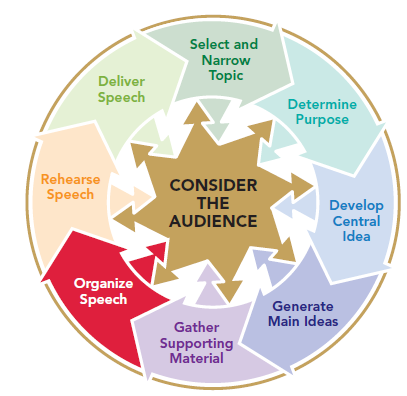 Select and
Narrow
Topic
Determine
Purpose
Develop
Central
Idea
Generate
Main Ideas
Gather
Supporting
Material
Organize
Speech
Rehearse
Speech
Deliver
Speech
CONSIDER
THE
AUDIENCE